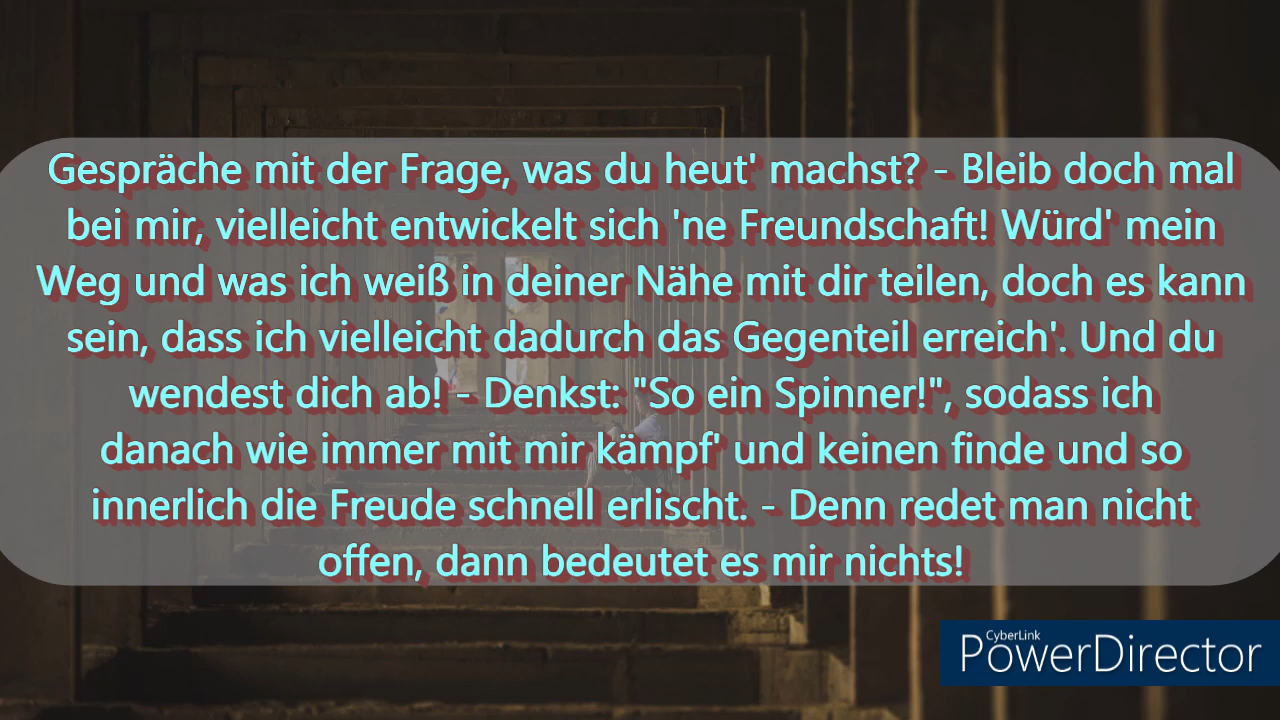 Gespräche mit der Frage, was du heut' machst? - Bleib doch mal
bei mir, vielleicht entwickelt sich 'ne Freundschaft! Würd' mein
Weg und was ich weiß in deiner Nähe mit dir teilen, doch es kann
sein, dass ich vielleicht dadurch das Gegenteil erreich'. Und du
wendest dich ab! - Denkst: "So ein Spinner!", sodass ich
danach wie immer mit mir kämpf' und keinen finde und so
innerlich die Freude schnell erlischt. - Denn redet man nicht
offen, dann bedeutet es mir nichts!
CyberLink
PowerDirector